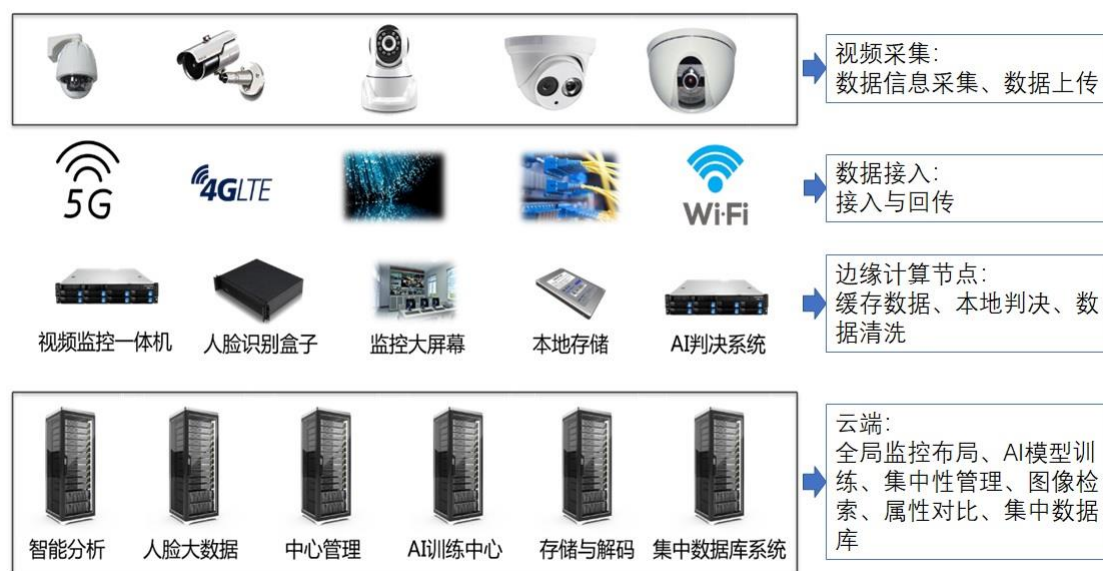 视频采集:
数据信息采集、数据上传
5G
4GLTE
Wi-Fi
数据接入:
接入与回传
视频监控一体机
人脸识别盒子
监控大屏幕
本地存储
AI判决系统
边缘计算节点:
缓存数据、本地判决、数
据清洗
智能分析
人脸大数据
中心管理
AI训练中心
存储与解码
集中数据库系统
云端:
全局监控布局、AI模型训
练、集中性管理、图像检
索、属性对比、集中数据
库